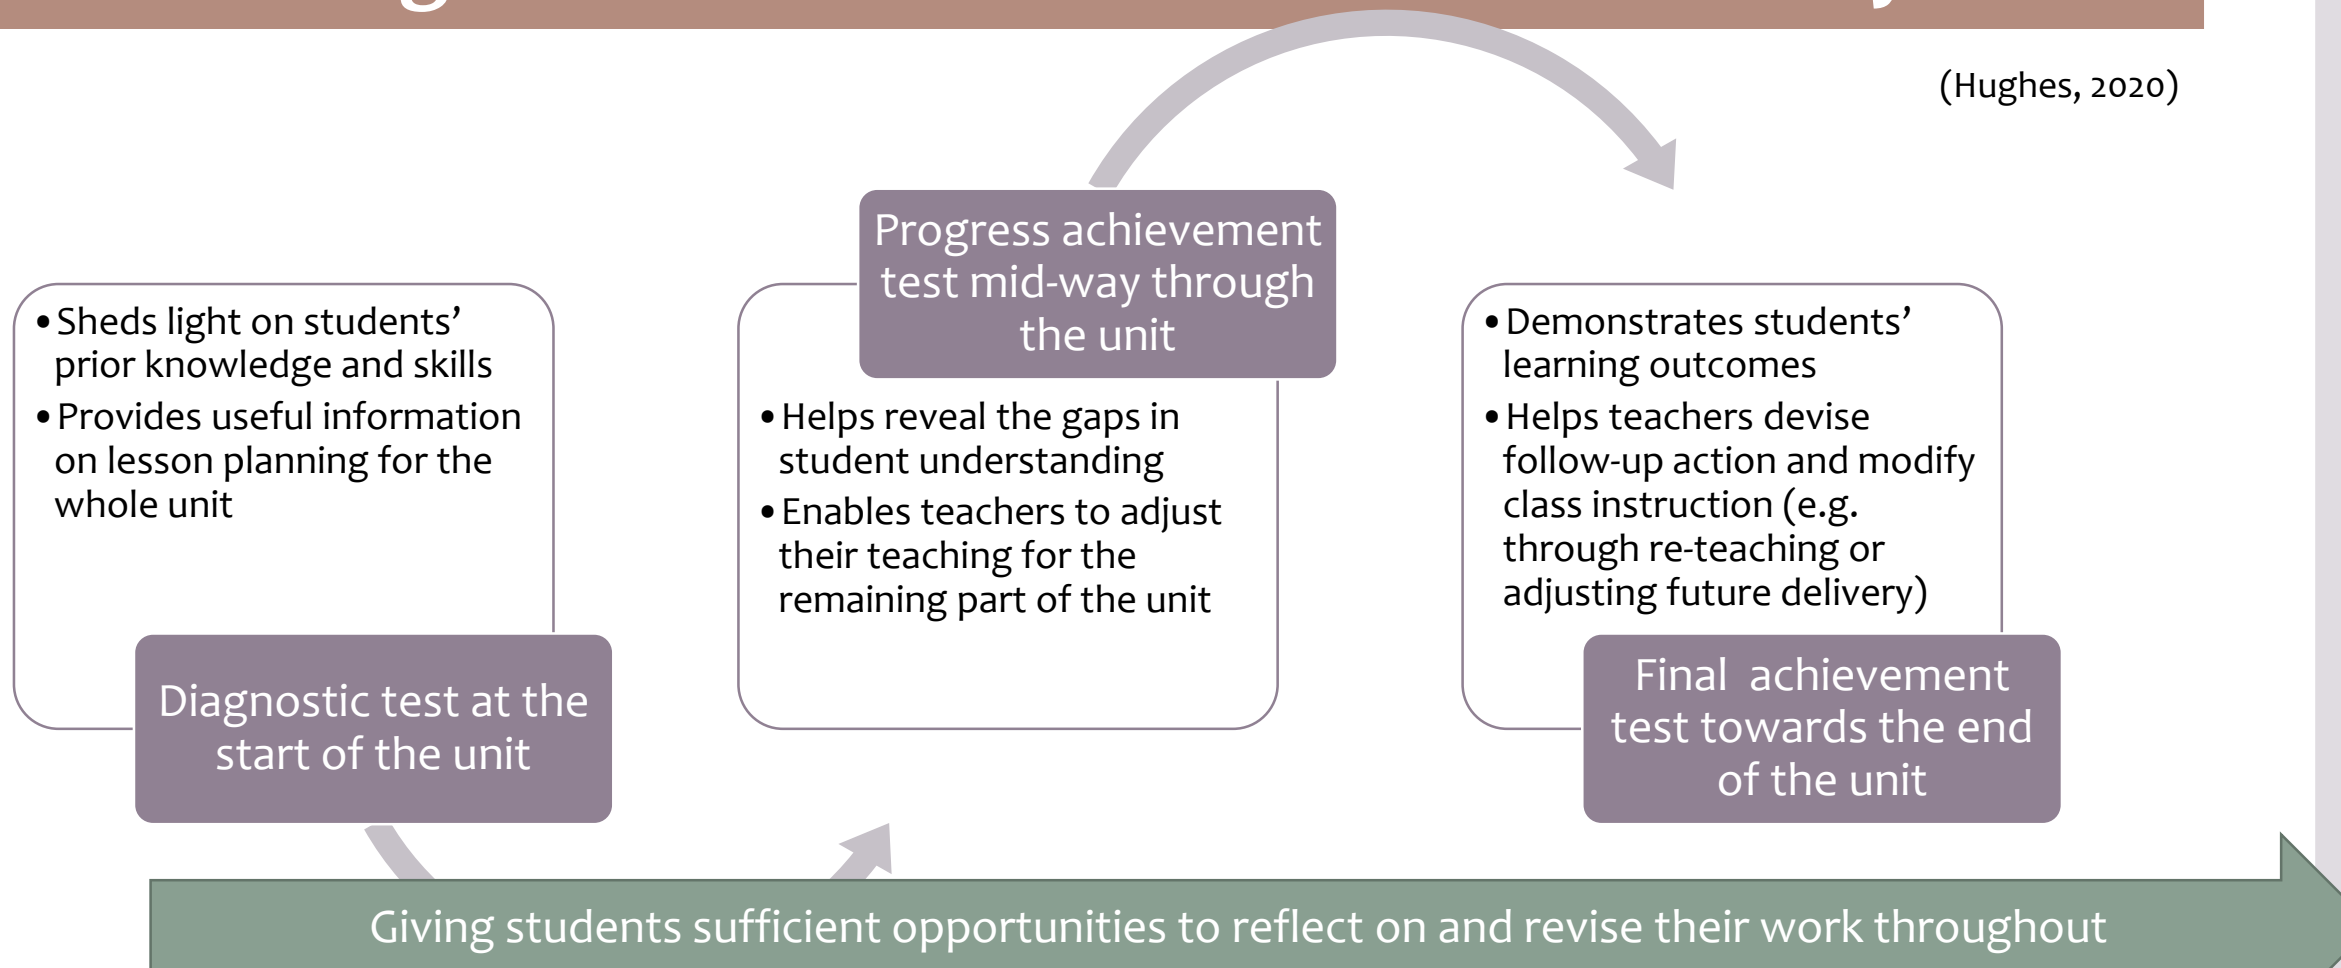 (Hughes, 2020)
•Sheds light on students’
prior knowledge and skills
•Provides useful information
on lesson planning for the
whole unit
Diagnostic test at the
start of the unit
Progress achievement
test mid-way through
the unit
•Helps reveal the gaps in
student understanding
•Enables teachers to adjust
their teaching for the
remaining part of the unit
•Demonstrates students’
learning outcomes
•Helps teachers devise
follow-up action and modify
class instruction (e.g.
through re-teaching or
adjusting future delivery)
Final  achievement
test towards the end
of the unit
Giving students sufficient opportunities to reflect on and revise their work throughout